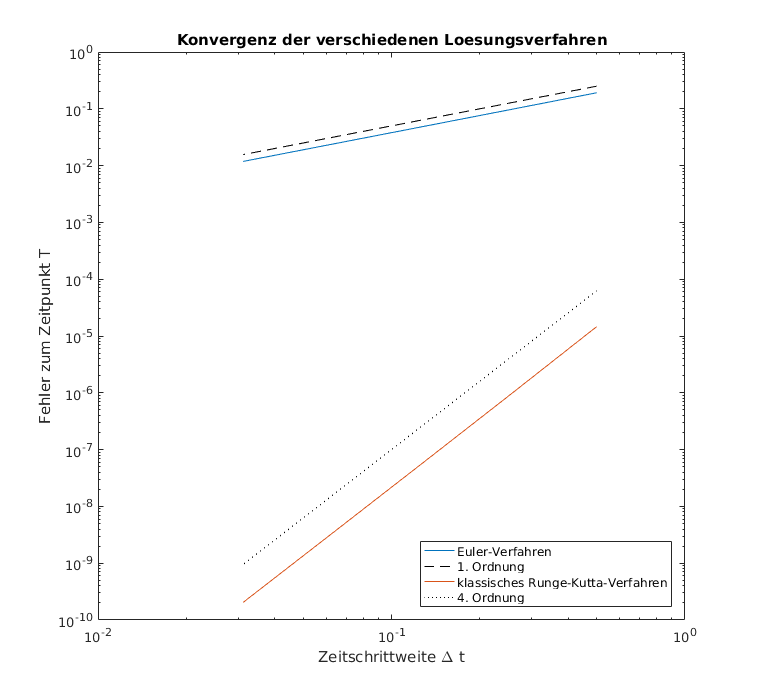 Konvergenz der verschiedenen Loesungsverfahren
10^0
10^-1
10^-2
10^-3
10^-4
10^-5
10^-6
10^-7
10^-8
10^-9
10^-10
Fehler zum Zeitpunkt T
Euler-Verfahren
1. Ordnung
klassisches Runge-Kutta-Verfahren
4. Ordnung
10^-2 10^-1 10^0
Zeitschrittweite Δ t